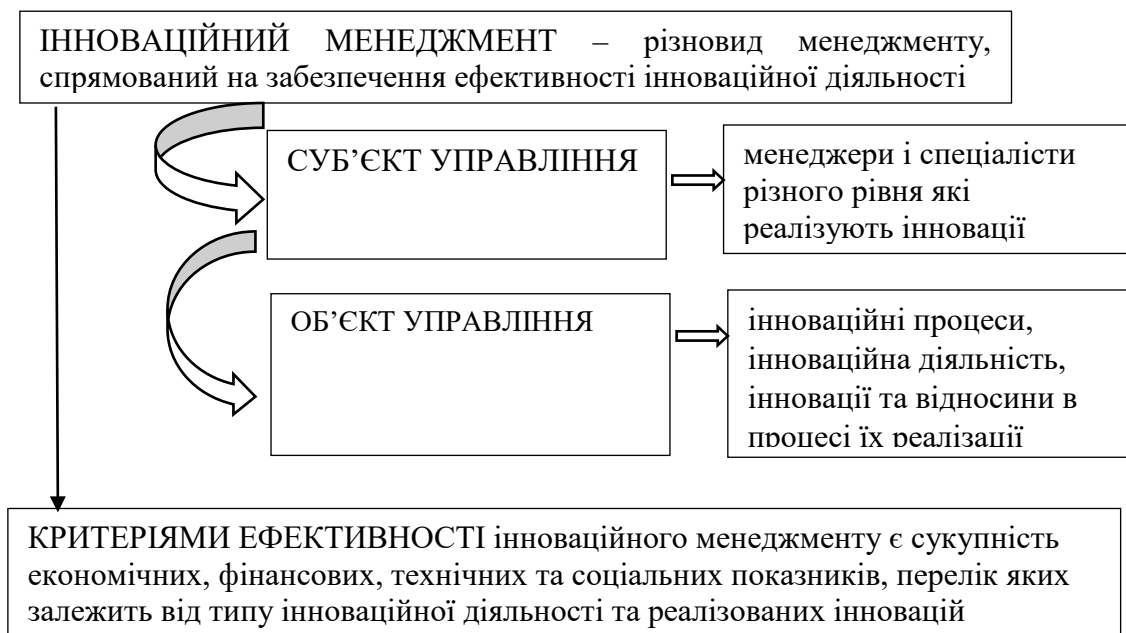 ІННОВАЦІЙНИЙ МЕНЕДЖМЕНТ – різновид менеджменту,
спрямований на забезпечення ефективності інноваційної діяльності
СУБ’ЄКТ УПРАВЛІННЯ
менеджери і спеціалісти
різного рівня які
реалізують інновації
ОБ’ЄКТ УПРАВЛІННЯ
інноваційні процеси,
інноваційна діяльність,
інновації та відносини в
процесі їх реалізації
КРИТЕРІЯМИ ЕФЕКТИВНОСТІ інноваційного менеджменту є сукупність
економічних, фінансових, технічних та соціальних показників, перелік яких
залежить від типу інноваційної діяльності та реалізованих інновацій